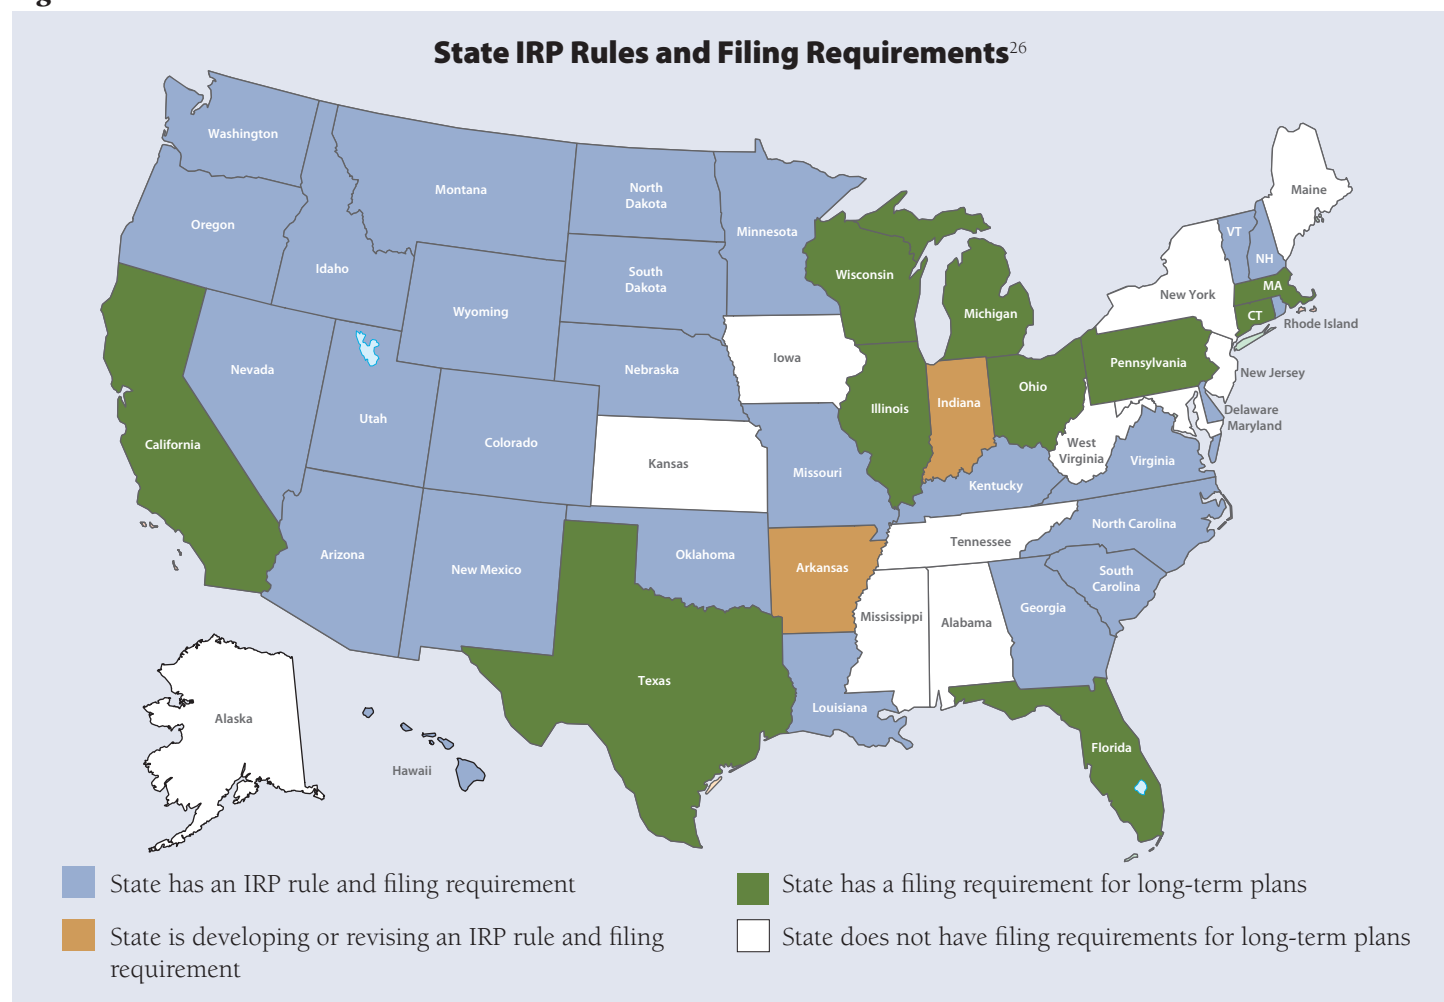 State IRP Rules and Filing Requirements26
Washington
Oregon
Idaho
Montana
North
Dakota
South
Dakota
Minnesota
Wisconsin
Michigan
Maine
VT
NH
MA
CT
Rhode Island
New York
Wyoming
Nevada
Utah
California
Colorado
Nebraska
Iowa
Illinois
Indiana
Ohio
Pennsylvania
New Jersey
Delaware
Maryland
West
Virginia
Virginia
Kansas
Missouri
Kentucky
North Carolina
Tennessee
South
Carolina
Arizona
New Mexico
Oklahoma
Arkansas
Mississippi
Alabama
Georgia
Texas
Louisiana
Florida
Alaska
Hawaii
State has an IRP rule and filing requirement
State is developing or revising an IRP rule and filing
requirement
State has a filing requirement for long-term plans
State does not have filing requirements for long-term plans